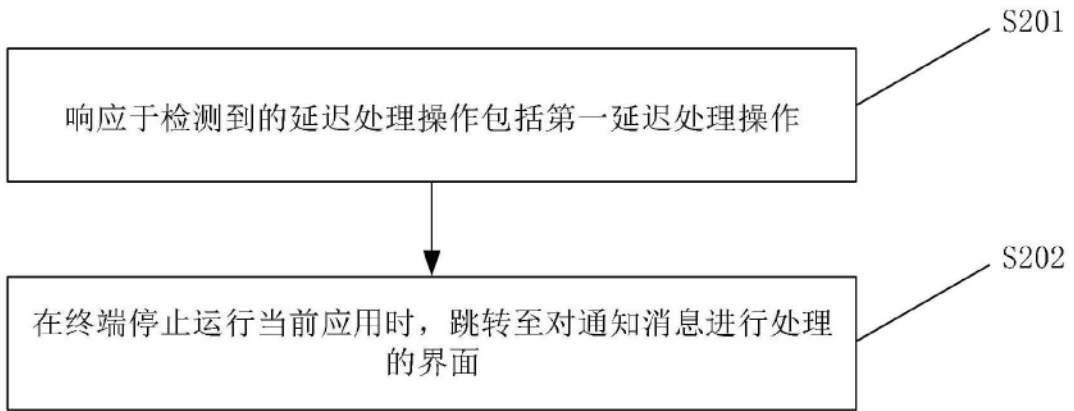 S201
响应于检测到的延迟处理操作包括第一延迟处理操作
S202
在终端停止运行当前应用时，跳转至对通知消息进行处理
的界面